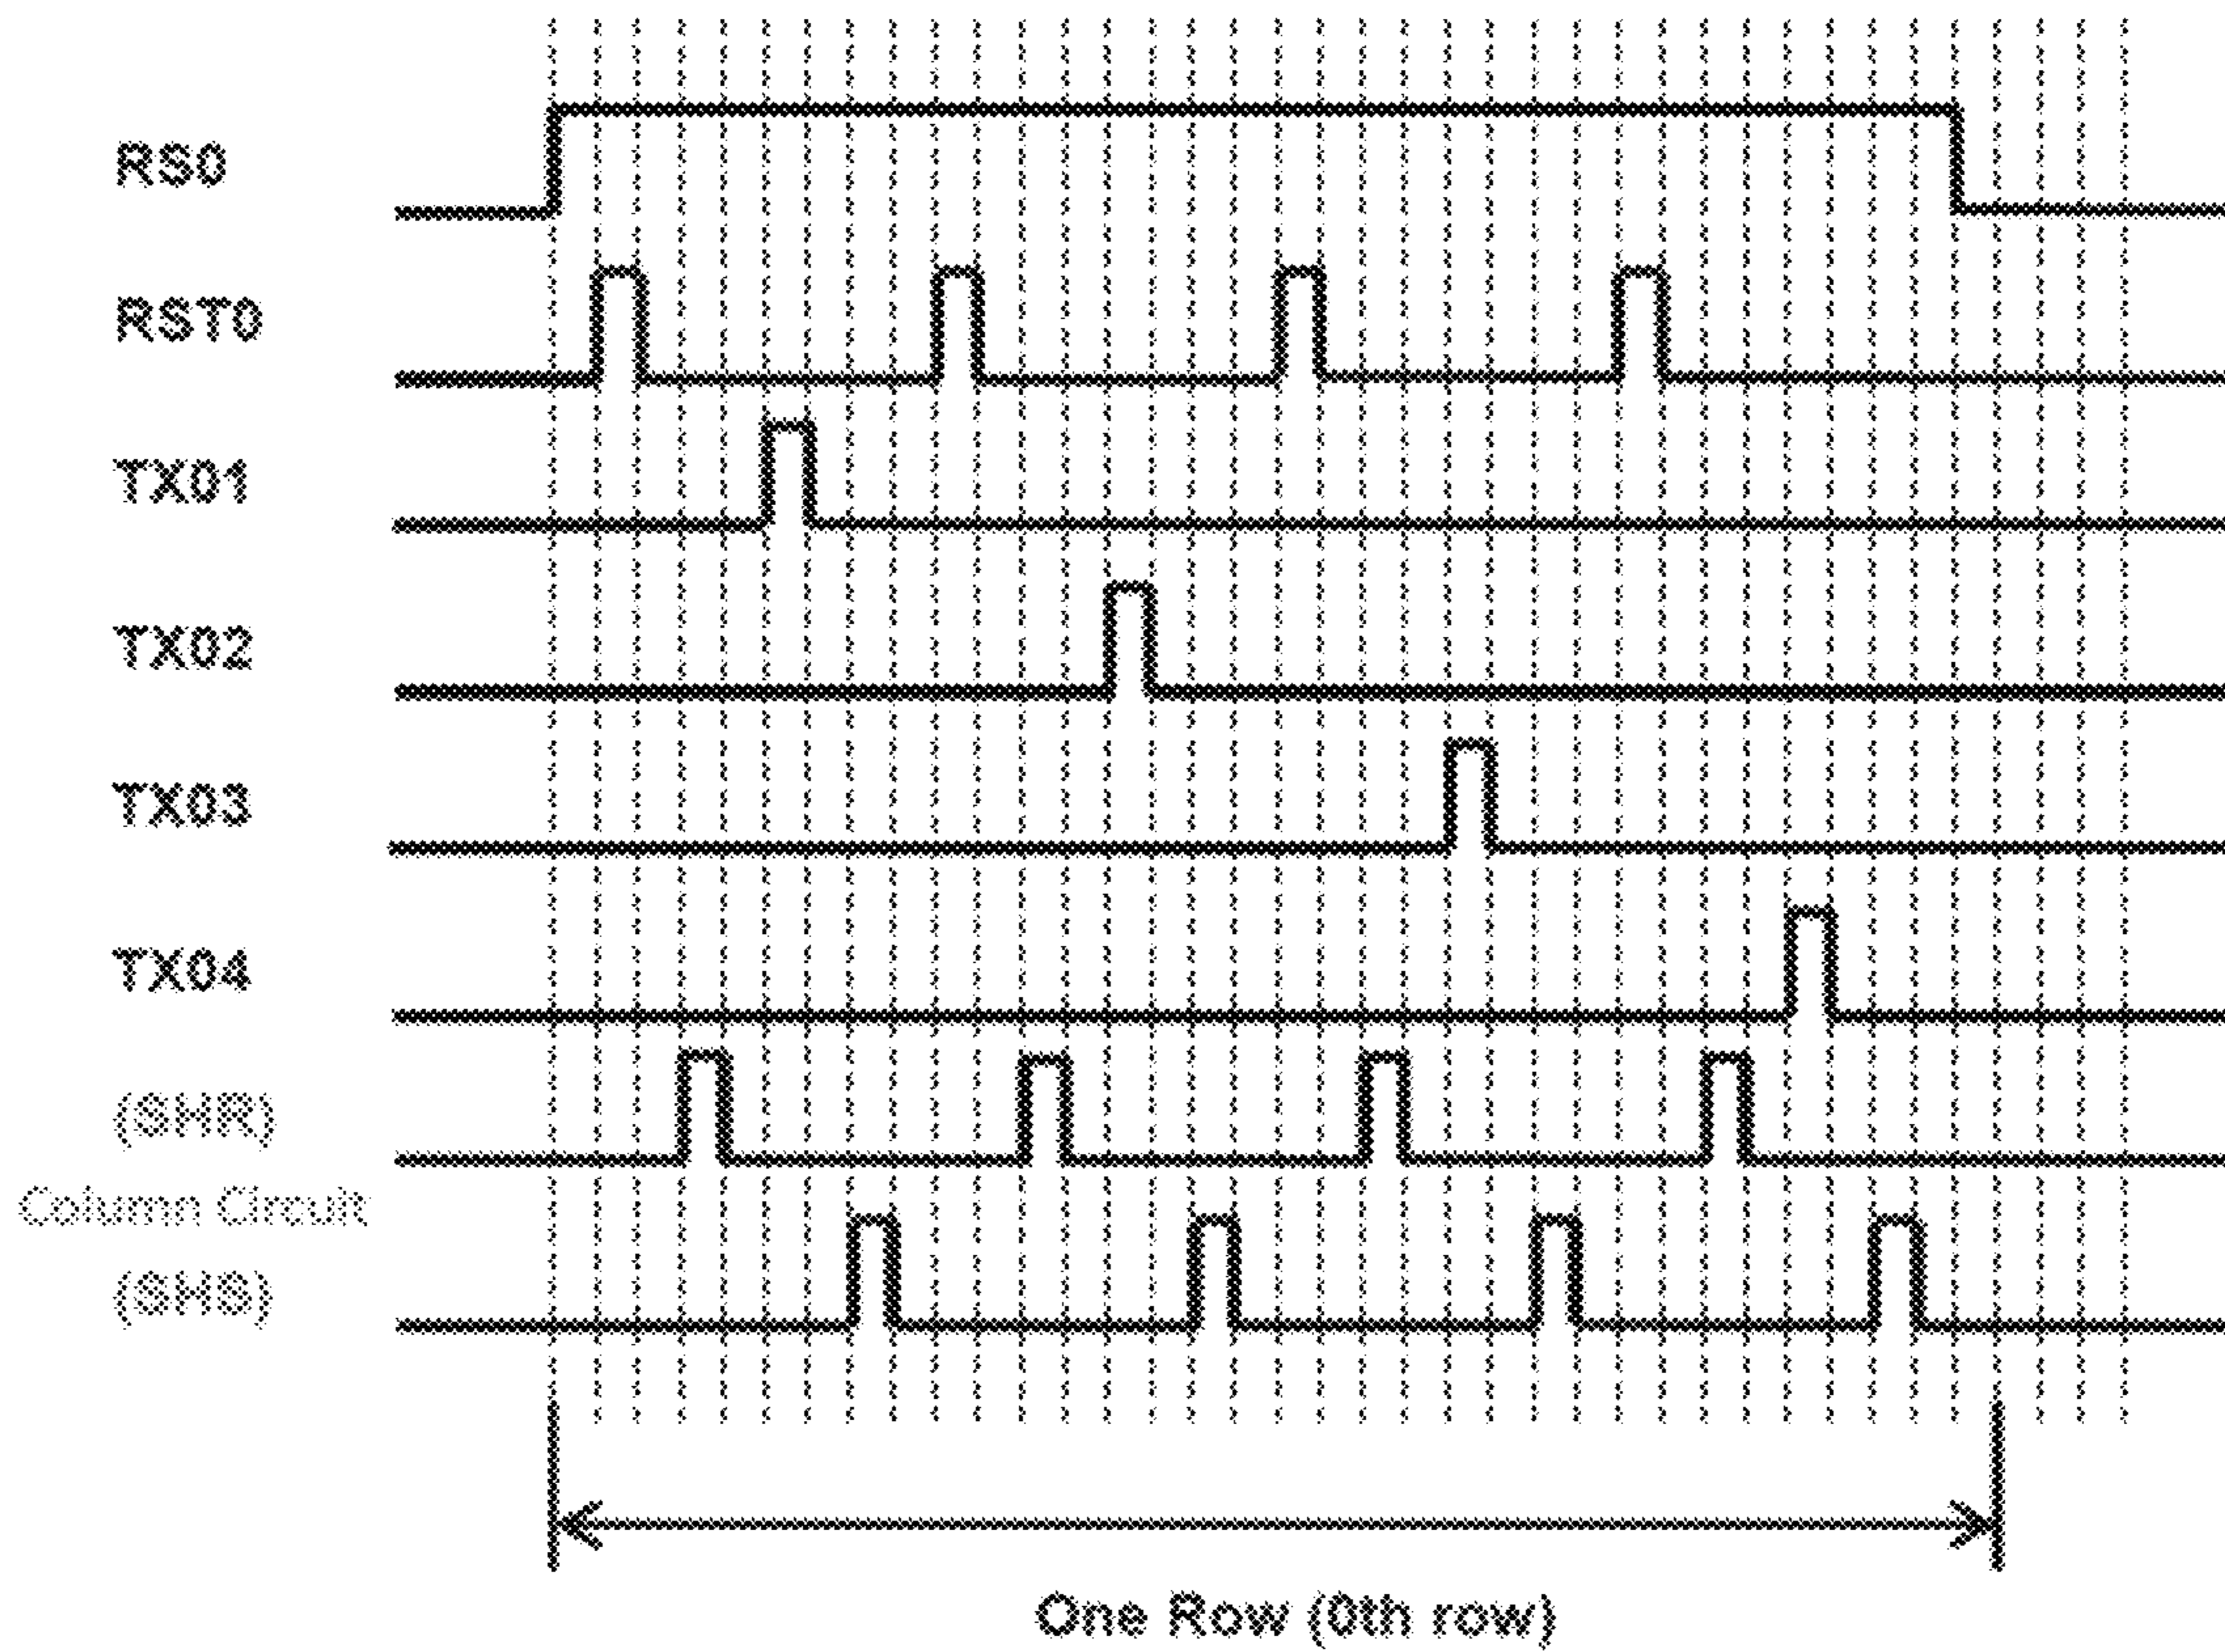 RS0
RST0
TX01
TX02
TX03
TX04
(SHR)
Column Circuit
(SHS)
One Row (0th row)